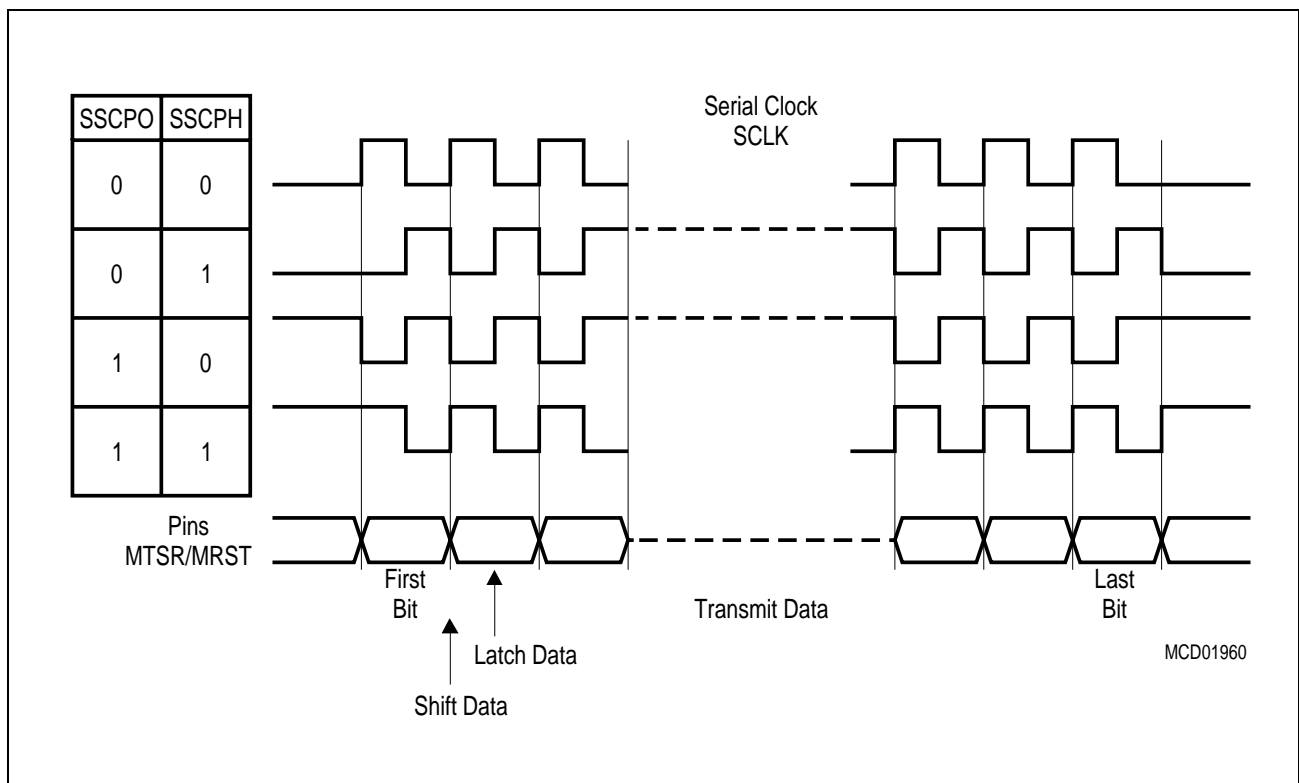 SSCPO SSCPH
0 0
0 1
1 0
1 1
Serial Clock
SCLK
Pins
MTSR/MRST
First
Bit
Last
Bit
Transmit Data
Latch Data
Shift Data
MCD01960